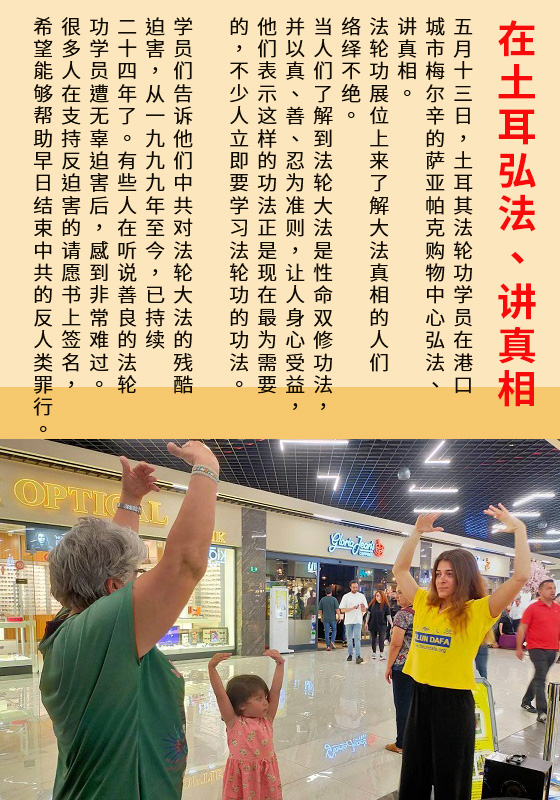 在土耳弘法、讲真相
五月十三日，土耳其法轮功学员在港口
城市梅尔辛的萨亚帕克购物中心弘法、
讲真相。
法轮功展位上来了解大法真相的人们
络绎不绝。
当人们了解到法轮大法是性命双修功法，
并以真、善、忍为准则，让人身心受益，
他们表示这样的功法正是现在最为需要
的，不少人立即要学习法轮功的功法。
学员们告诉他们中共对法轮大法的残酷
迫害，从一九九九年至今，已持续
二十四年了。有些人在听说善良的法轮
功学员遭无辜迫害后，感到非常难过。
很多人在支持反迫害的请愿书上签名，
希望能够帮助早日结束中共的反人类罪行。
OPTICAL
Gloria Jean's
LUN DAFA